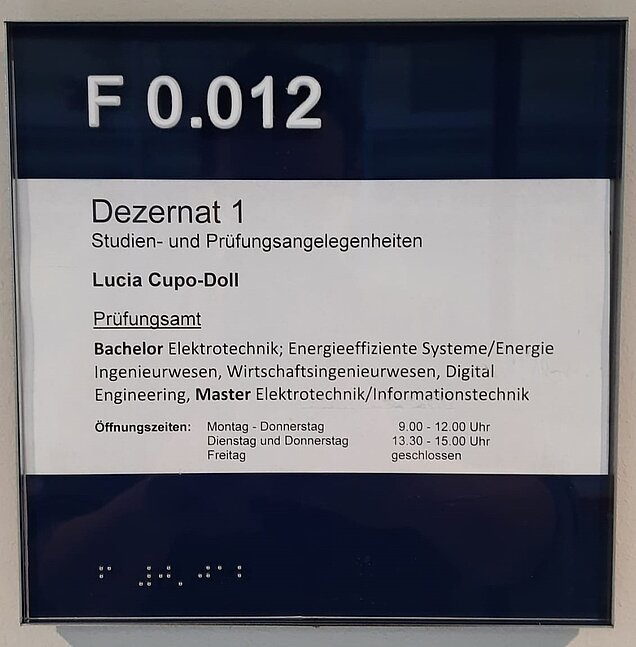 F 0.012
Dezernat 1
Studien- und Prüfungsangelegenheiten
Lucia Cupo-Doll
Prüfungsamt
Bachelor Elektrotechnik; Energieeffiziente Systeme/Energie
Ingenieurwesen, Wirtschaftsingenieurwesen, Digital
Engineering, Master Elektrotechnik/Informationstechnik
Öffnungszeiten: Montag - Donnerstag 9.00 - 12.00 Uhr
Dienstag und Donnerstag 13.30 - 15.00 Uhr
Freitag geschlossen